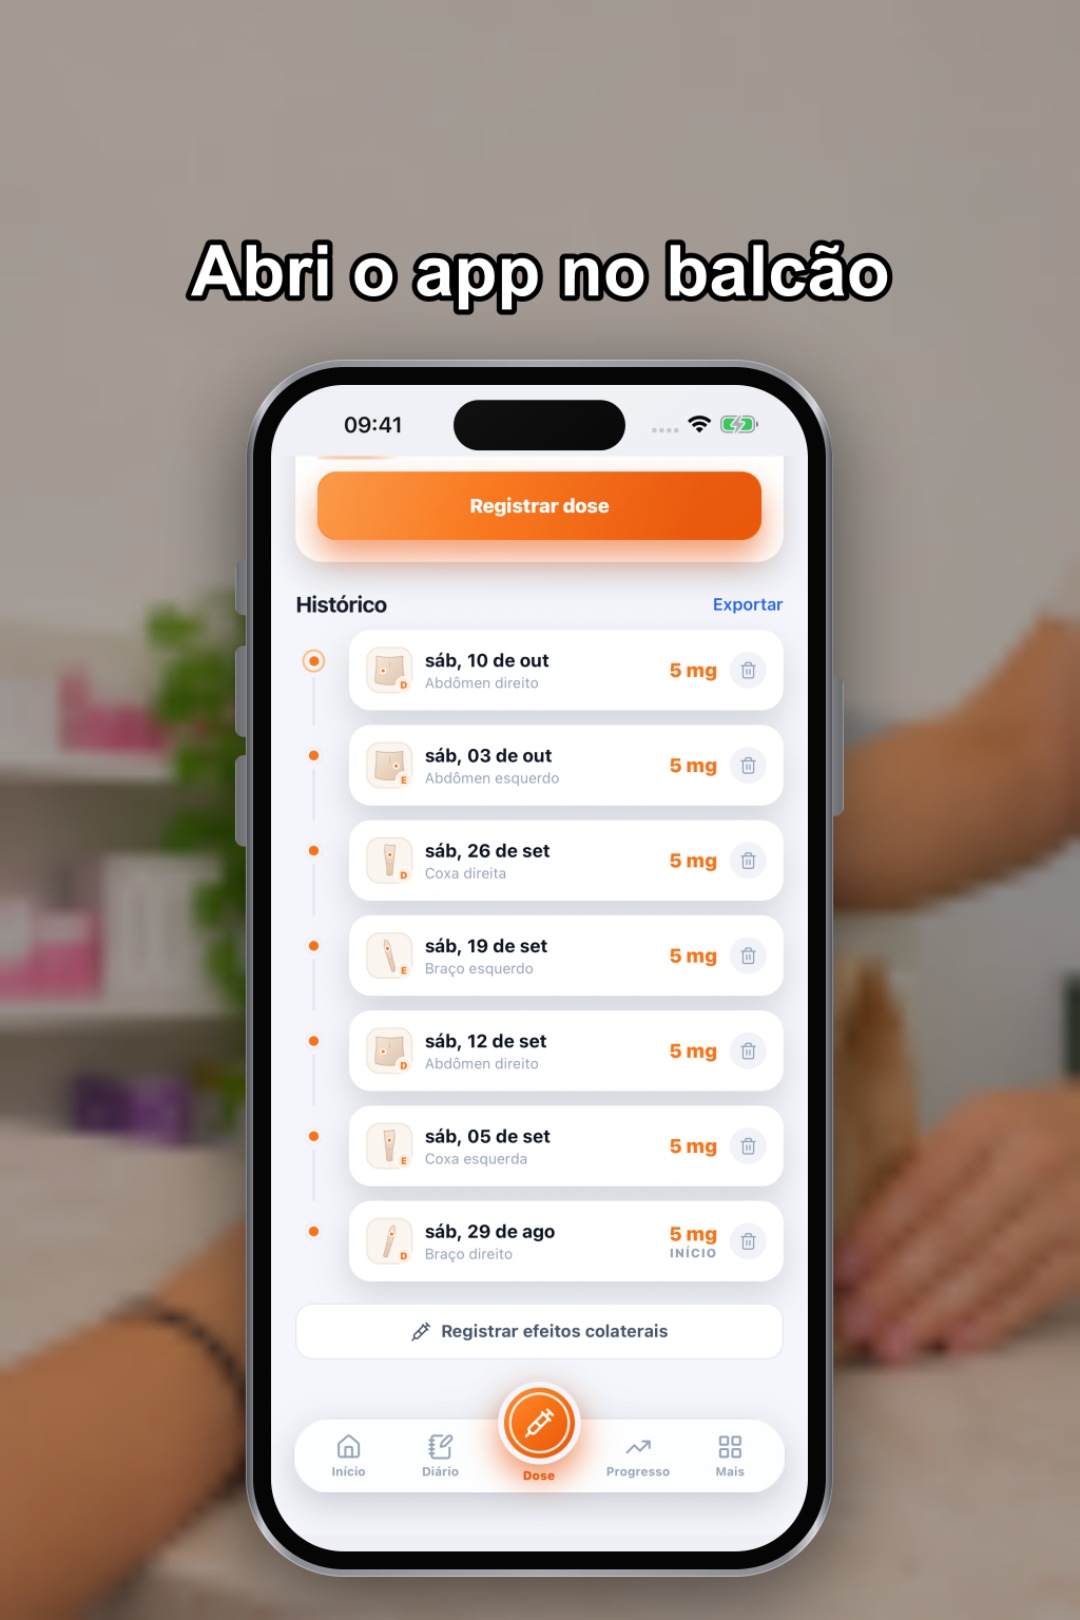 Abri o app no balcão
09:41
Registrar dose
Histórico
Exportar
sáb, 10 de out
Abdômen direito
5 mg
D
sáb, 03 de out
Abdômen esquerdo
5 mg
E
sáb, 26 de set
Coxa direita
5 mg
D
sáb, 19 de set
Braço esquerdo
5 mg
E
sáb, 12 de set
Abdômen direito
5 mg
D
sáb, 05 de set
Coxa esquerda
5 mg
E
sáb, 29 de ago
Braço direito
5 mg
INÍCIO
D
Registrar efeitos colaterais
Início
Diário
Dose
Progresso
Mais